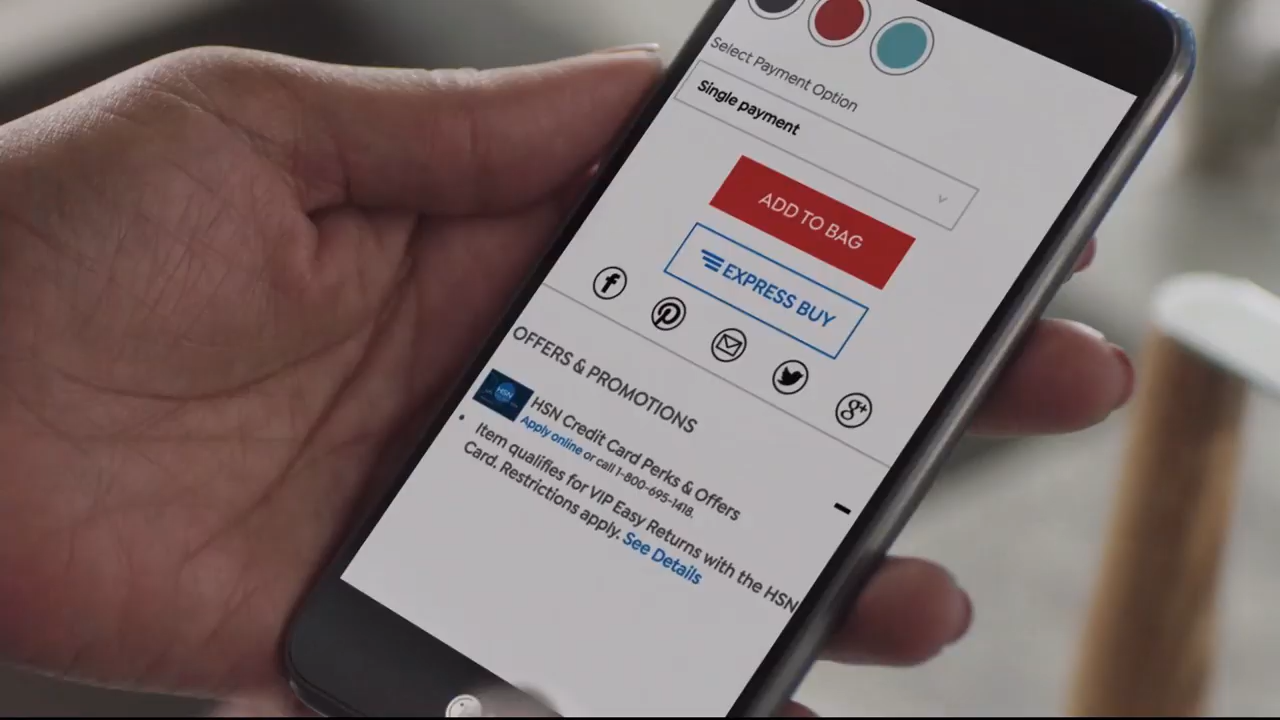 Select Payment Option
Single payment
ADD TO BAG
EXPRESS BUY
OFFERS & PROMOTIONS
HSN
HSN Credit Card Perks & Offers
Apply online or call 1-800-695-1418.
Item qualifies for VIP Easy Returns with the HSN
Card. Restrictions apply. See Details